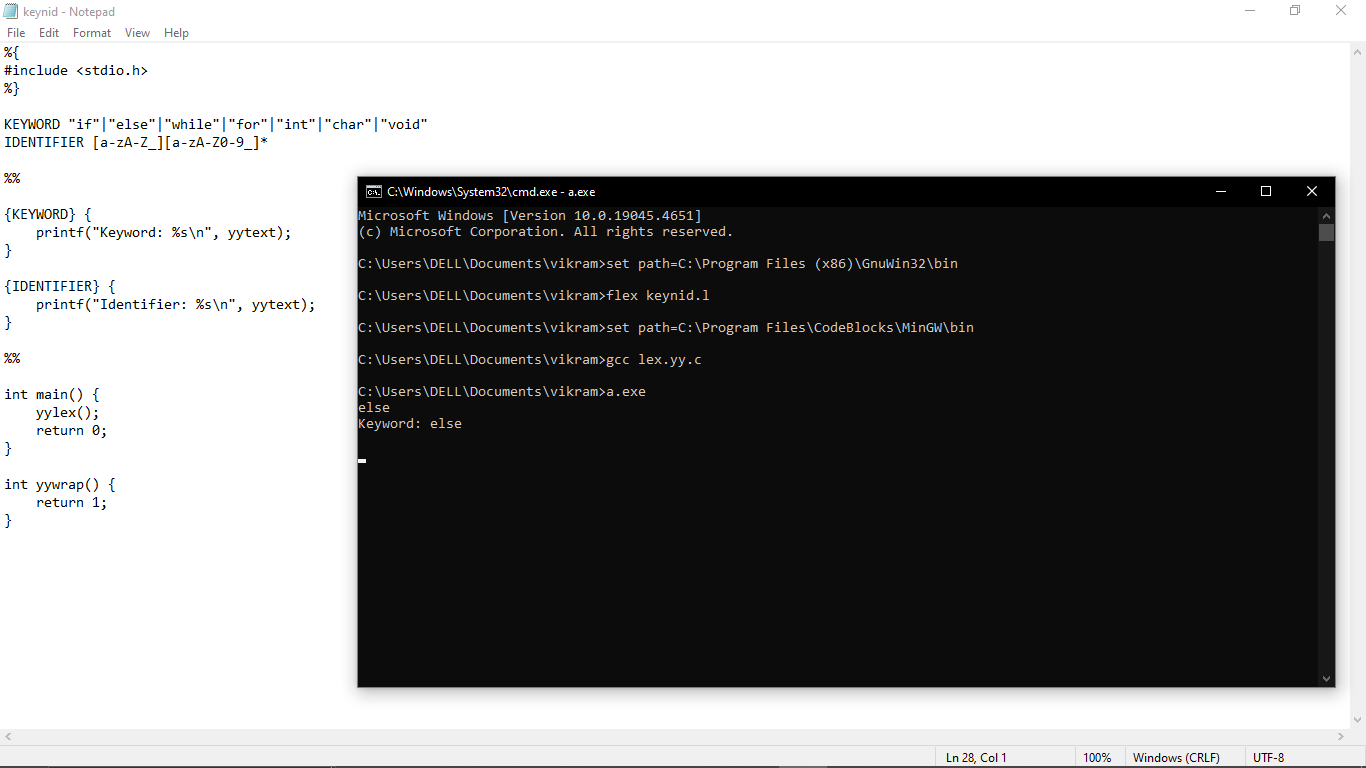 keynid - Notepad
File Edit Format View Help
%{
#include <stdio.h>
%}
KEYWORD "if"|"else"|"while"|"for"|"int"|"char"|"void"
IDENTIFIER [a-zA-Z_][a-zA-Z0-9_]*
%%
{KEYWORD} {
    printf("Keyword: %s\n", yytext);
}
{IDENTIFIER} {
    printf("Identifier: %s\n", yytext);
}
%%
int main() {
    yylex();
    return 0;
}
int yywrap() {
    return 1;
}
C:\Windows\System32\cmd.exe - a.exe
Microsoft Windows [Version 10.0.19045.4651]
(c) Microsoft Corporation. All rights reserved.
C:\Users\DELL\Documents\vikram>set path=C:\Program Files (x86)\GnuWin32\bin
C:\Users\DELL\Documents\vikram>flex keynid.l
C:\Users\DELL\Documents\vikram>set path=C:\Program Files\CodeBlocks\MinGW\bin
C:\Users\DELL\Documents\vikram>gcc lex.yy.c
C:\Users\DELL\Documents\vikram>a.exe
else
Keyword: else
Ln 28, Col 1 100% Windows (CRLF) UTF-8